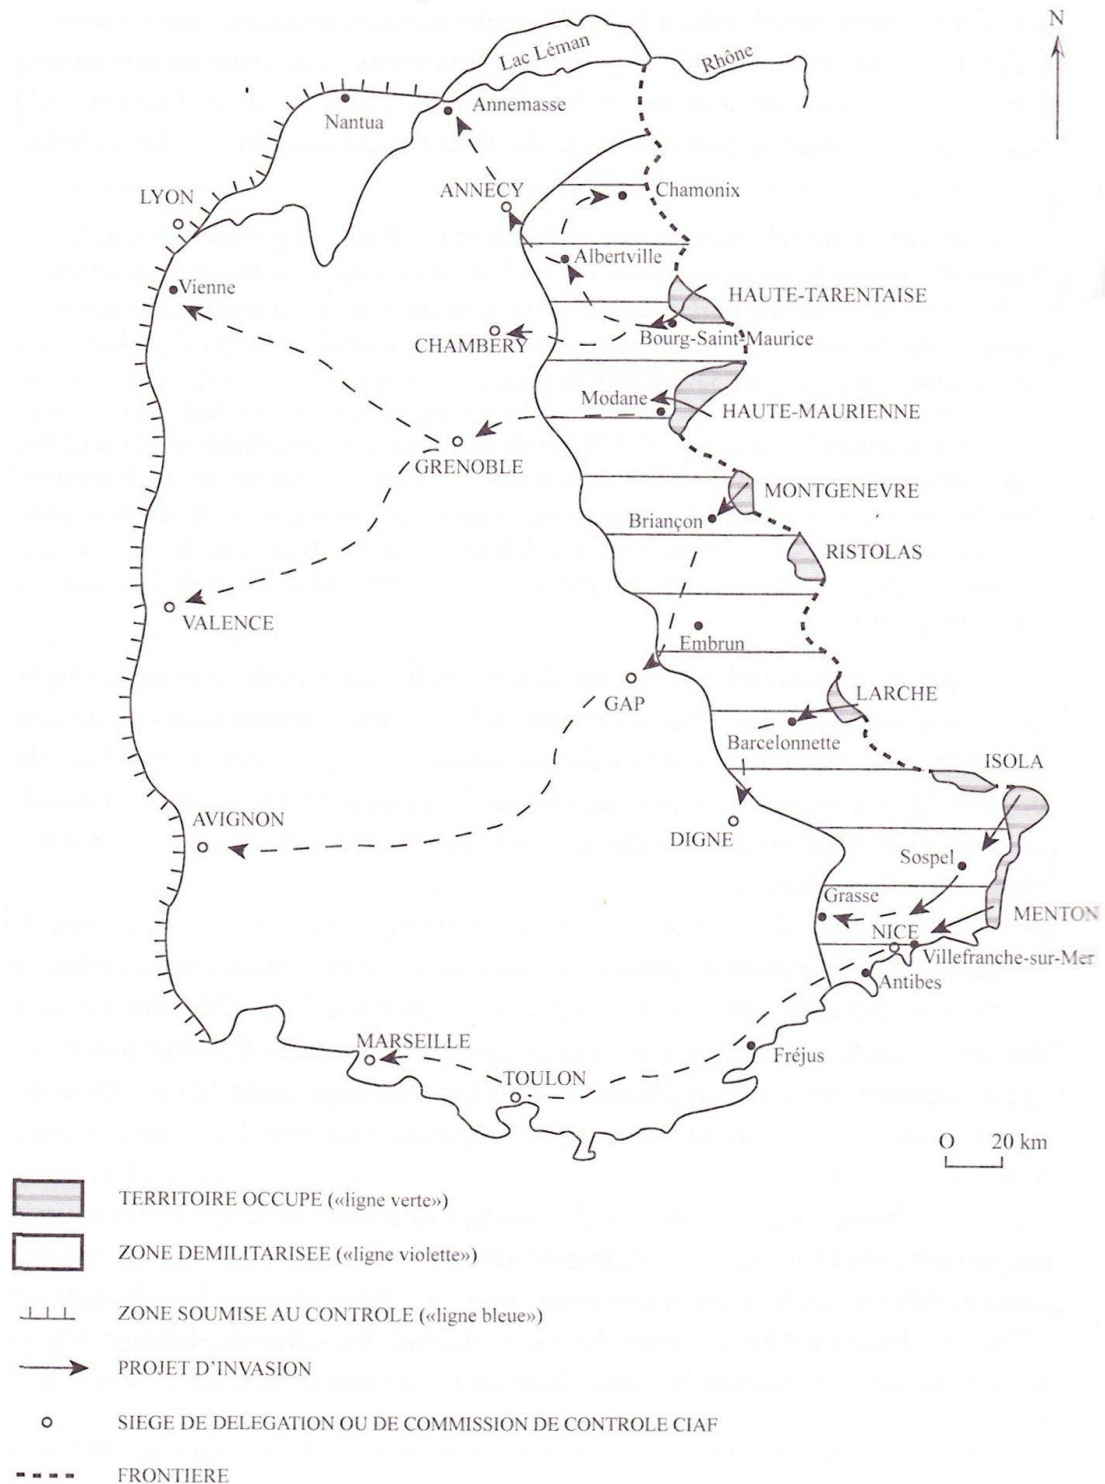 N
Lac Léman
Rhône
Nantua
Annemasse
LYON
ANNECY
Chamonix
Vienne
Albertville
HAUTE-TARENTAISE
CHAMBERY
Bourg-Saint-Maurice
Modane
HAUTE-MAURIENNE
GRENOBLE
MONTGENEVRE
Briançon
RISTOLAS
VALENCE
Embrun
GAP
LARCHE
Barcelonnette
ISOLA
AVIGNON
DIGNE
Sospel
Grasse
MENTON
NICE
Villefranche-sur-Mer
Antibes
MARSEILLE
Fréjus
TOULON
O 20 km
TERRITOIRE OCCUPE («ligne verte»)
ZONE DEMILITARISEE («ligne violette»)
ZONE SOUMISE AU CONTROLE («ligne bleue»)
PROJET D'INVASION
SIEGE DE DELEGATION OU DE COMMISSION DE CONTROLE CIAF
FRONTIERE